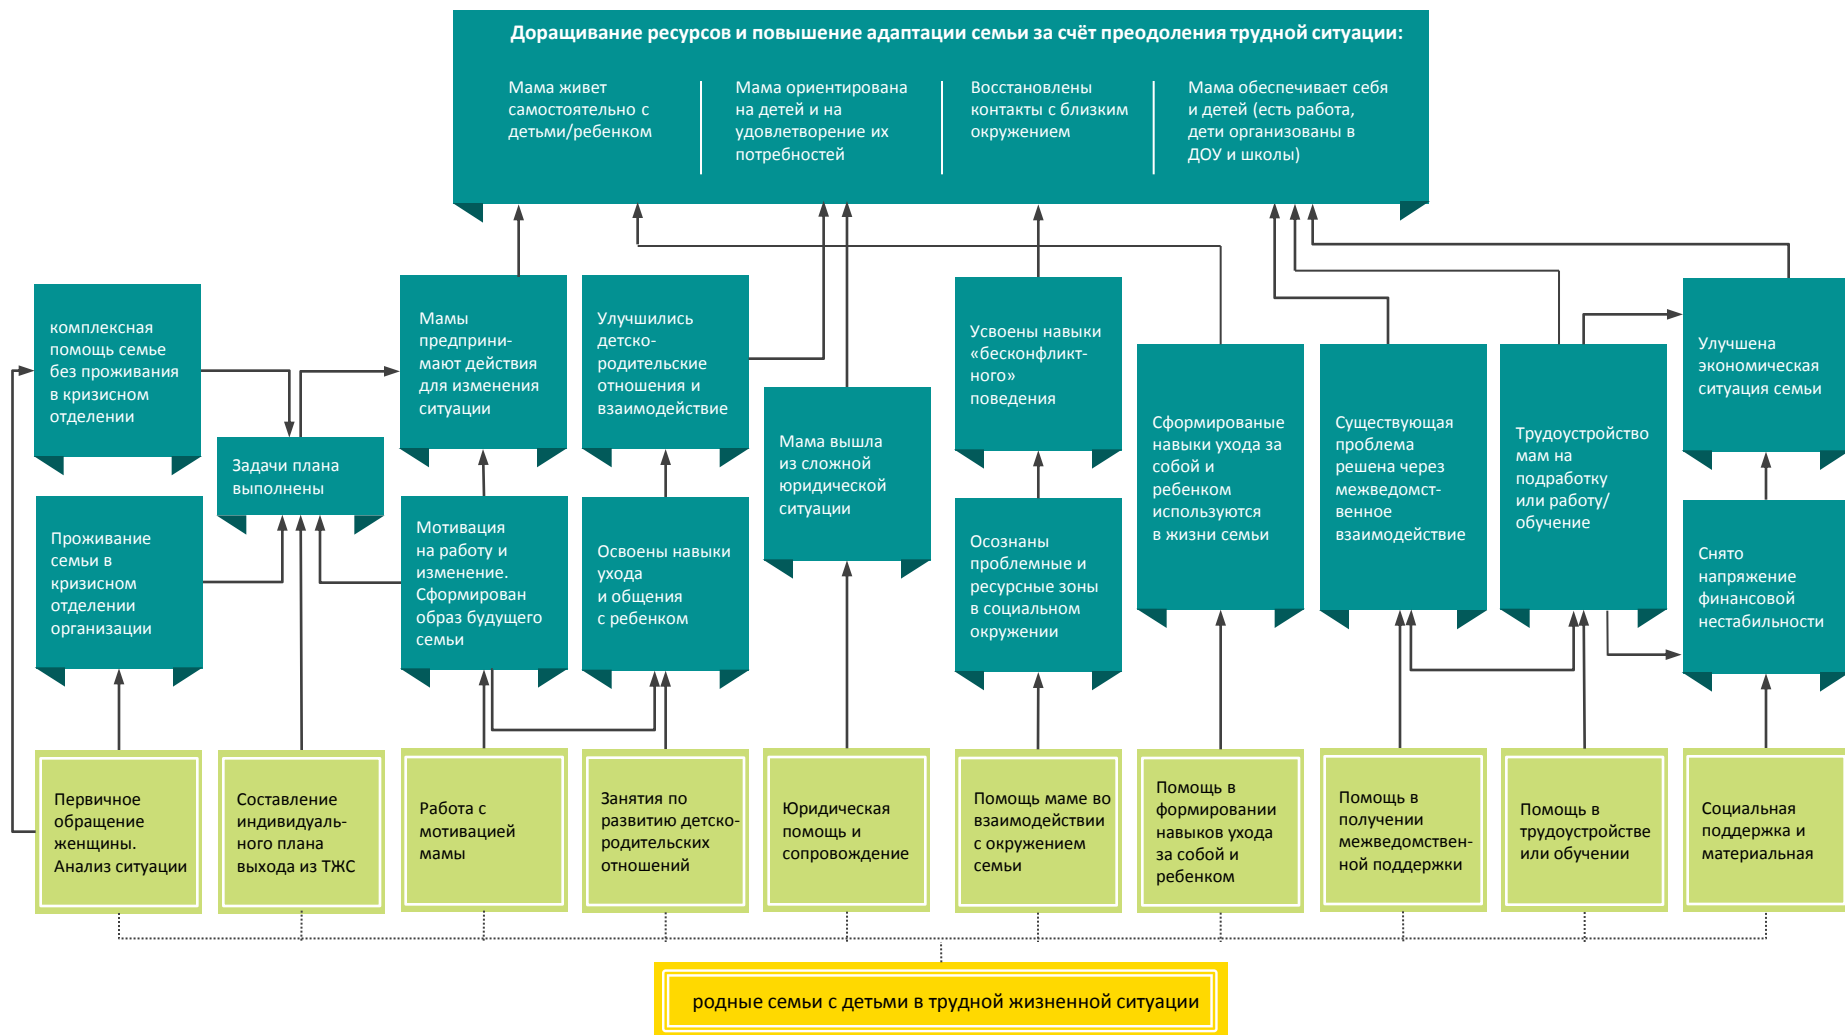 Доращивание ресурсов и повышение адаптации семьи за счёт преодоления трудной ситуации:
Мама живет
самостоятельно с
детьми/ребенком
Мама ориентирована
на детей и на
удовлетворение их
потребностей
Восстановлены
контакты с близким
окружением
Мама обеспечивает себя
и детей (есть работа,
дети организованы в
ДОУ и школы)
комплексная
помощь семье
без проживания
в кризисном
отделении
Задачи плана
выполнены
Проживание
семьи в
кризисном
отделении
организации
Мамы
предприни-
мают действия
для изменения
ситуации
Мотивация
на работу и
изменение.
Сформирован
образ будущего
семьи
Улучшились
детско-
родительские
отношения и
взаимодействие
Освоены навыки
ухода
и общения
с ребенком
Мама вышла
из сложной
юридической
ситуации
Усвоены навыки
«бесконфликт-
ного»
поведения
Осознаны
проблемные и
ресурсные зоны
в социальном
окружении
Сформированые
навыки ухода за
собой и
ребенком
используются
в жизни семьи
Существующая
проблема
решена через
межведомст-
венное
взаимодействие
Трудоустройство
мам на
подработку
или работу/
обучение
Улучшена
экономическая
ситуация семьи
Снято
напряжение
финансовой
нестабильности
Первичное
обращение
женщины.
Анализ ситуации
Составление
индивидуаль-
ного плана
выхода из ТЖС
Работа с
мотивацией
мамы
Занятия по
развитию детско-
родительских
отношений
Юридическая
помощь и
сопровождение
Помощь маме во
взаимодействии
с окружением
семьи
Помощь в
формировании
навыков ухода
за собой и
ребенком
Помощь в
получении
межведомствен-
ной поддержки
Помощь в
трудоустройстве
или обучении
Социальная
поддержка и
материальная
родные семьи с детьми в трудной жизненной ситуации